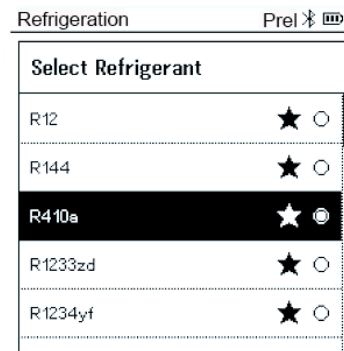 Refrigeration Prel
Select Refrigerant
R12
R144
R410a
R1233zd
R1234yf